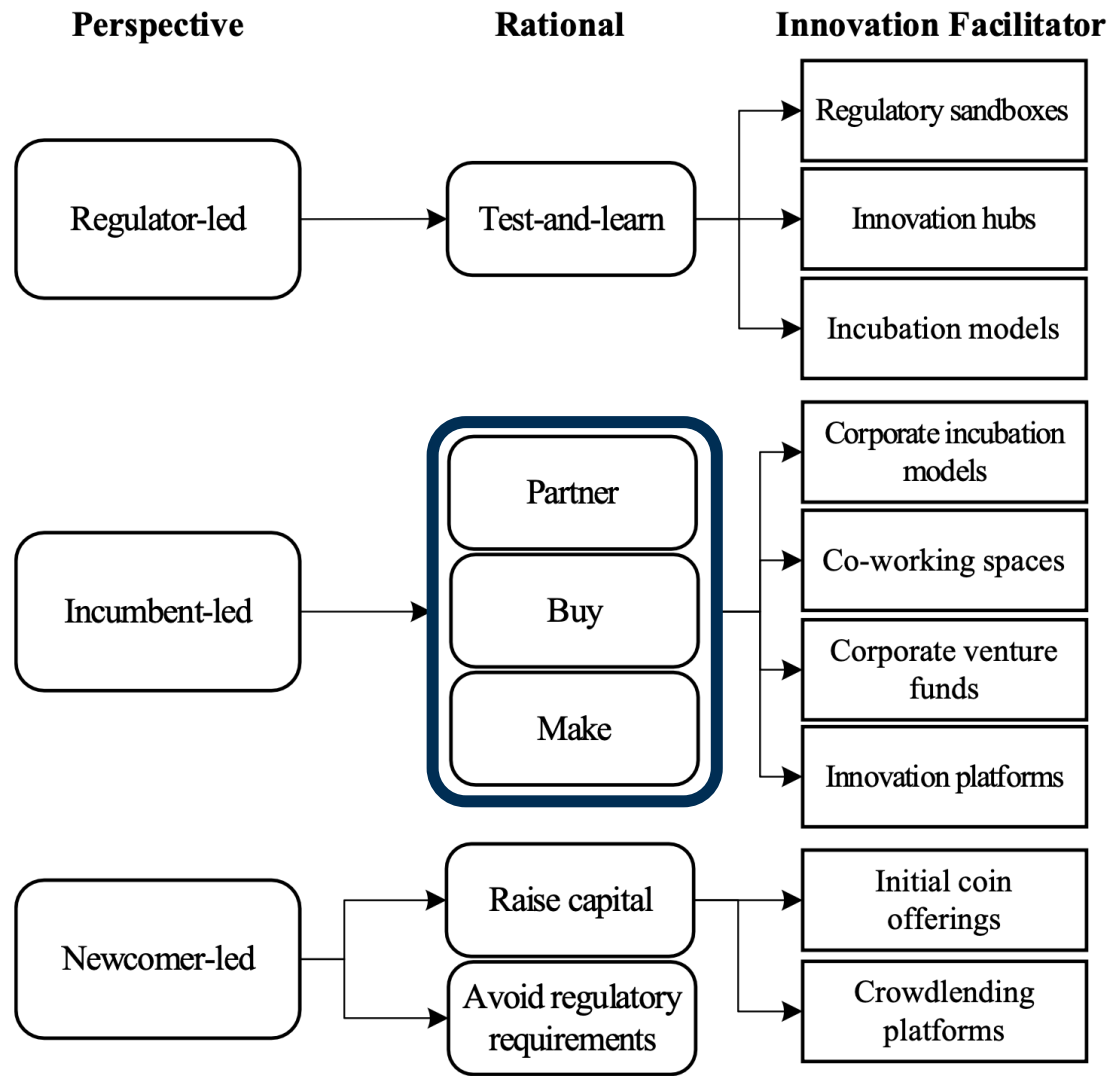 Perspective
Rational
Innovation Facilitator
Regulator-led
Test-and-learn
Regulatory sandboxes
Innovation hubs
Incubation models
Incumbent-led
Partner
Buy
Make
Corporate incubation
models
Co-working spaces
Corporate venture
funds
Innovation platforms
Newcomer-led
Raise capital
Avoid regulatory
requirements
Initial coin
offerings
Crowdlending
platforms